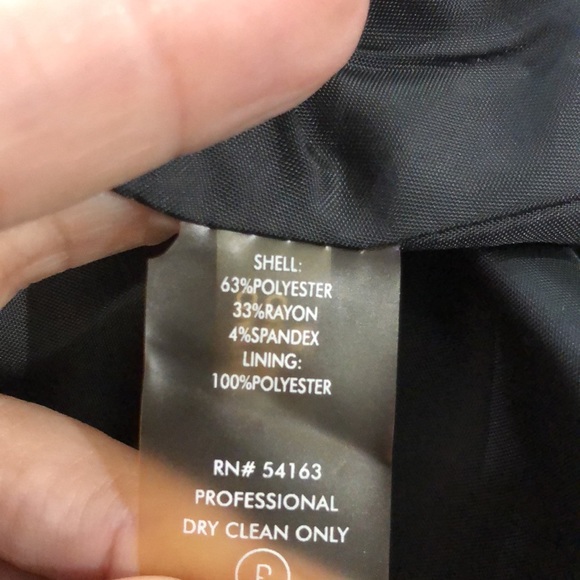 SHELL:
63%POLYESTER
33%RAYON
4%SPANDEX
LINING:
100%POLYESTER
RN# 54163
PROFESSIONAL
DRY CLEAN ONLY